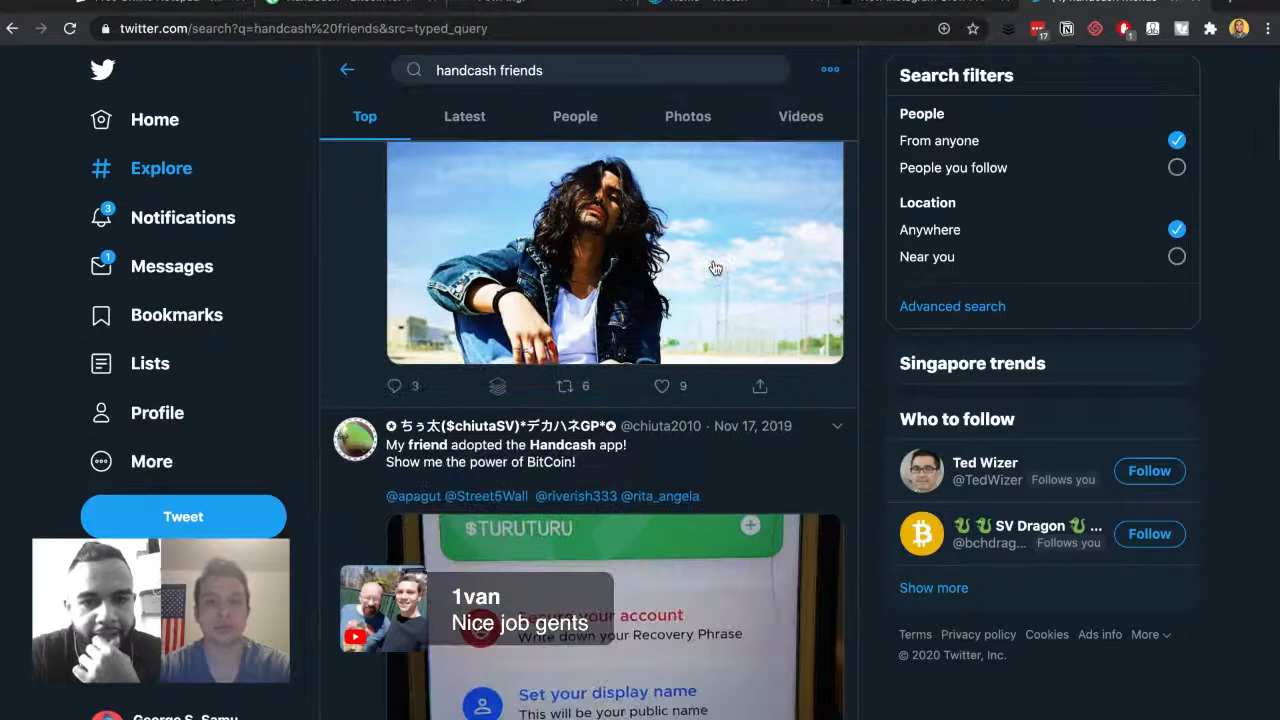 twitter.com/search?q=handcash%20friends&src=typed_query
17
1
handcash friends
Top
Latest
People
Photos
Videos
Home
Explore
3
Notifications
1
Messages
Bookmarks
Lists
Profile
More
Tweet
3
6
9
✪ ちぅ太($chiutaSV)*デカハネGP*✪ @chiuta2010 · Nov 17, 2019
My friend adopted the Handcash app!
Show me the power of BitCoin!
@apagut @Street5Wall @riverish333 @rita_angela
$TURUTURU
Secure your account
Write down your Recovery Phrase
Set your display name
This will be your public name
1van
Nice job gents
Search filters
People
From anyone
People you follow
Location
Anywhere
Near you
Advanced search
Singapore trends
Who to follow
Ted Wizer
@TedWizer Follows you
Follow
🐉 🐉 SV Dragon 🐉 ...
@bchdrag... Follows you
Follow
Show more
Terms Privacy policy Cookies Ads info More
© 2020 Twitter, Inc.
George S. Samu